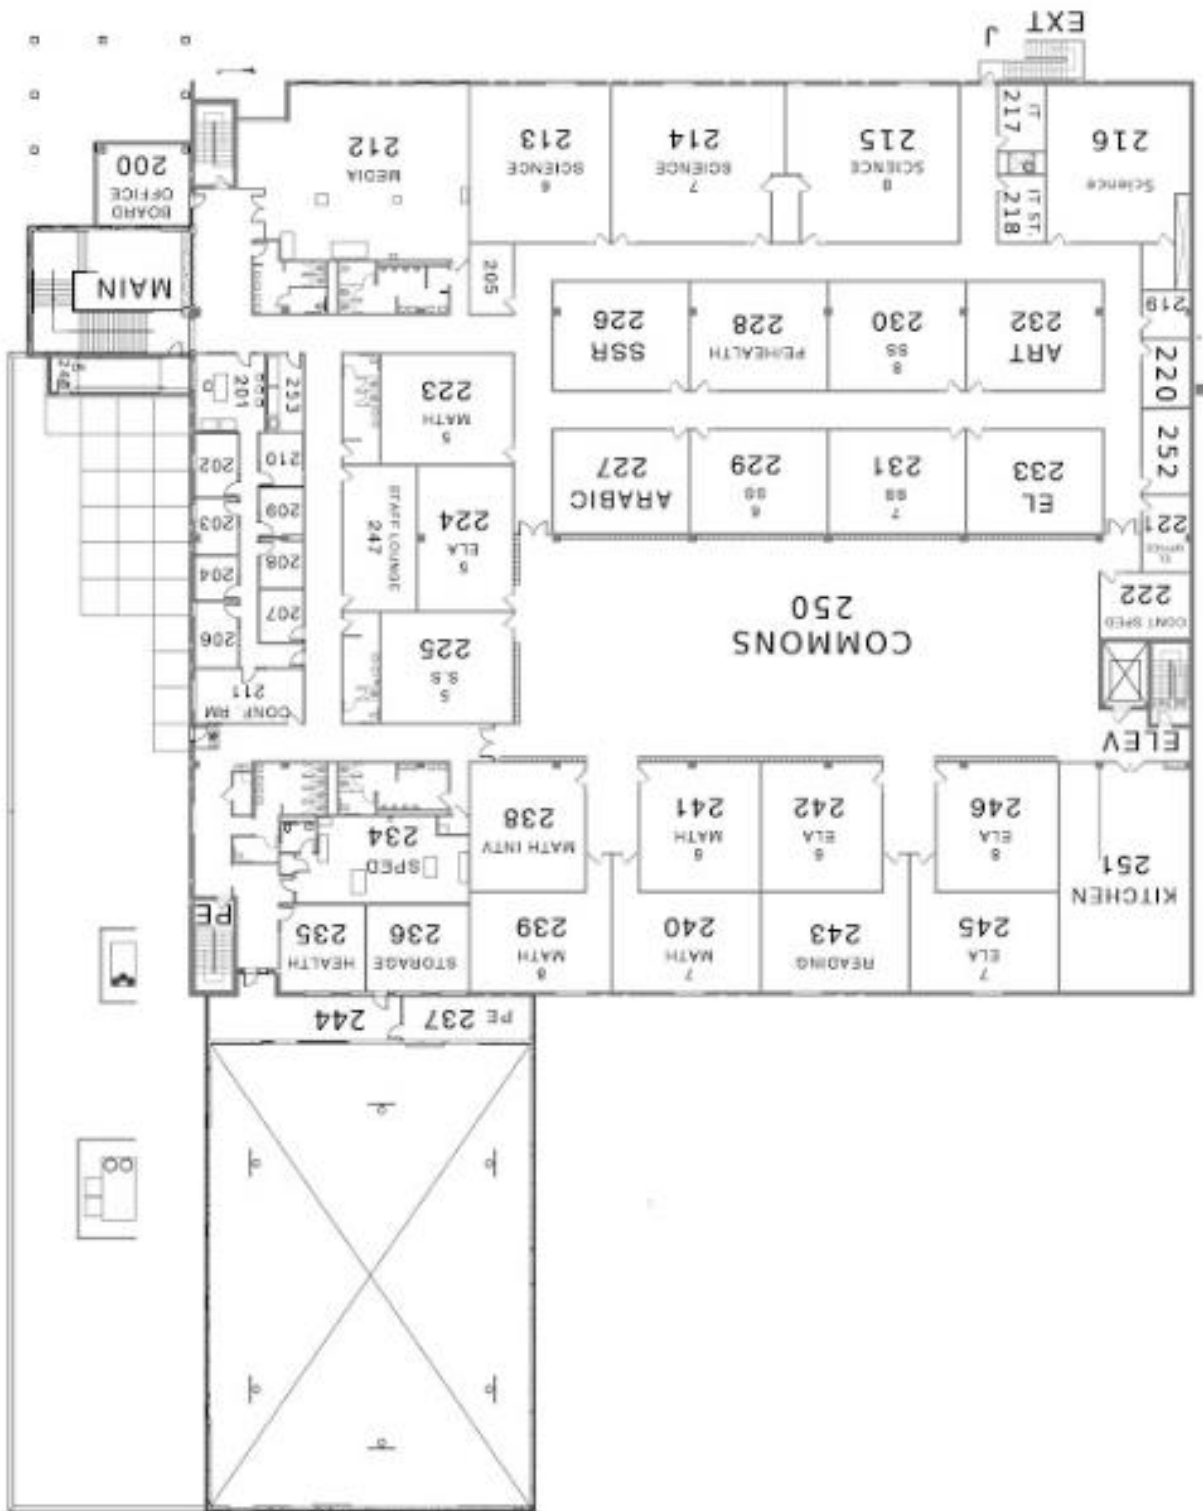 PE 237
244
7
ELA
245
READING
243
7
MATH
240
8
MATH
239
STORAGE
236
HEALTH
235
PE
KITCHEN
251
8
ELA
246
6
ELA
242
6
MATH
241
MATH INTV
238
SPED
234
ELEV
CONF RM
211
CONT SPED
222
COMMONS
250
5
S.S
225
206
207
204
208
203
209
202
210
EL
OFFICE
221
252
220
219
EL
233
7
SS
231
6
SS
229
ARABIC
227
5
ELA
224
STAFF LOUNGE
247
5
MATH
223
253
201
ART
232
8
SS
230
PE/HEALTH
228
SSR
226
205
MAIN
Science
216
IT ST.
218
IT
217
8
SCIENCE
215
7
SCIENCE
214
6
SCIENCE
213
MEDIA
212
BOARD
OFFICE
200
EXT
J